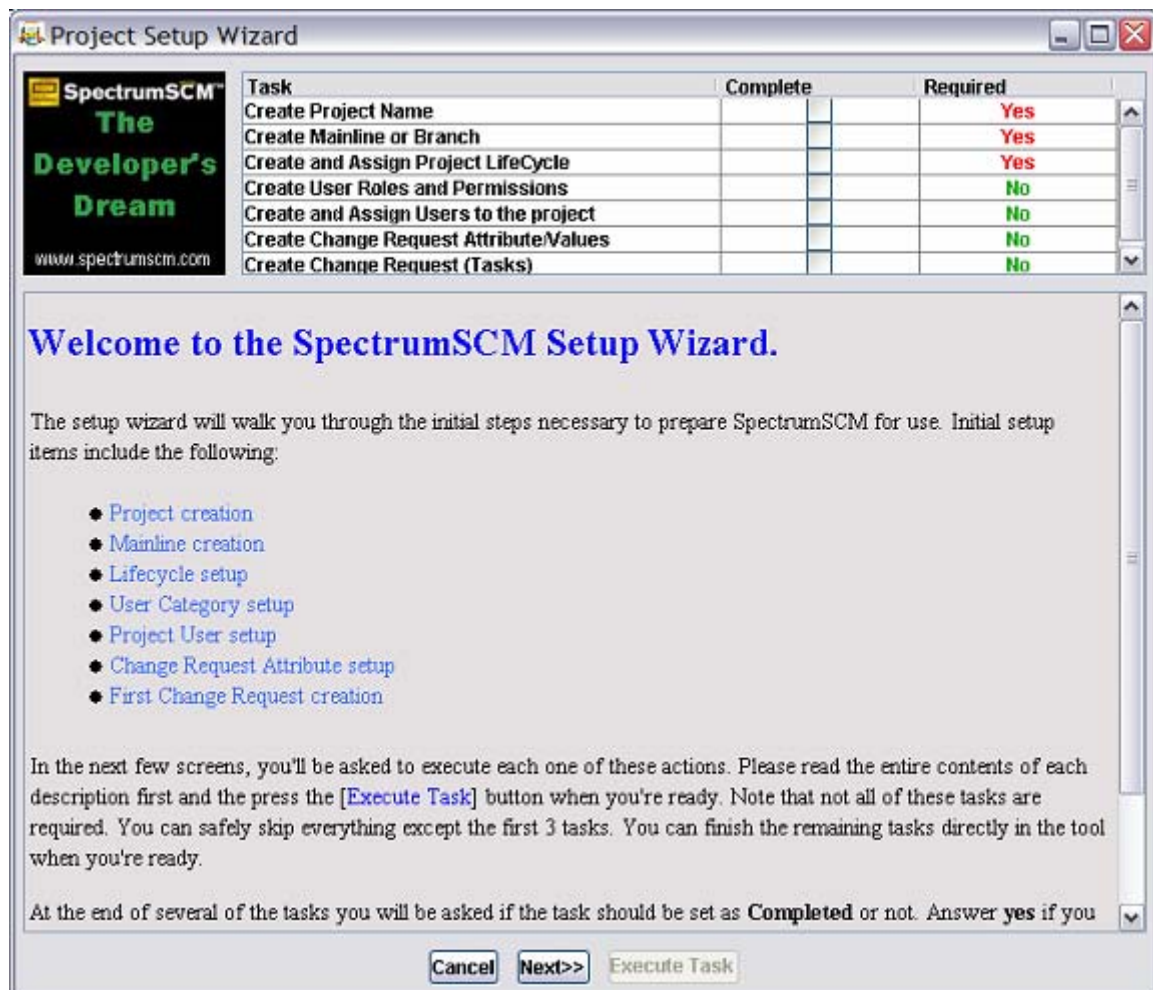 Project Setup Wizard
SpectrumSCM™
The
Developer's
Dream
www.spectrumscm.com
Task Complete Required
Create Project Name Yes
Create Mainline or Branch Yes
Create and Assign Project LifeCycle Yes
Create User Roles and Permissions No
Create and Assign Users to the project No
Create Change Request Attribute/Values No
Create Change Request (Tasks) No
Welcome to the SpectrumSCM Setup Wizard.
The setup wizard will walk you through the initial steps necessary to prepare SpectrumSCM for use. Initial setup
items include the following:
● Project creation
● Mainline creation
● Lifecycle setup
● User Category setup
● Project User setup
● Change Request Attribute setup
● First Change Request creation
In the next few screens, you'll be asked to execute each one of these actions. Please read the entire contents of each
description first and the press the [Execute Task] button when you're ready. Note that not all of these tasks are
required. You can safely skip everything except the first 3 tasks. You can finish the remaining tasks directly in the tool
when you're ready.
At the end of several of the tasks you will be asked if the task should be set as Completed or not. Answer yes if you
Cancel Next>> Execute Task